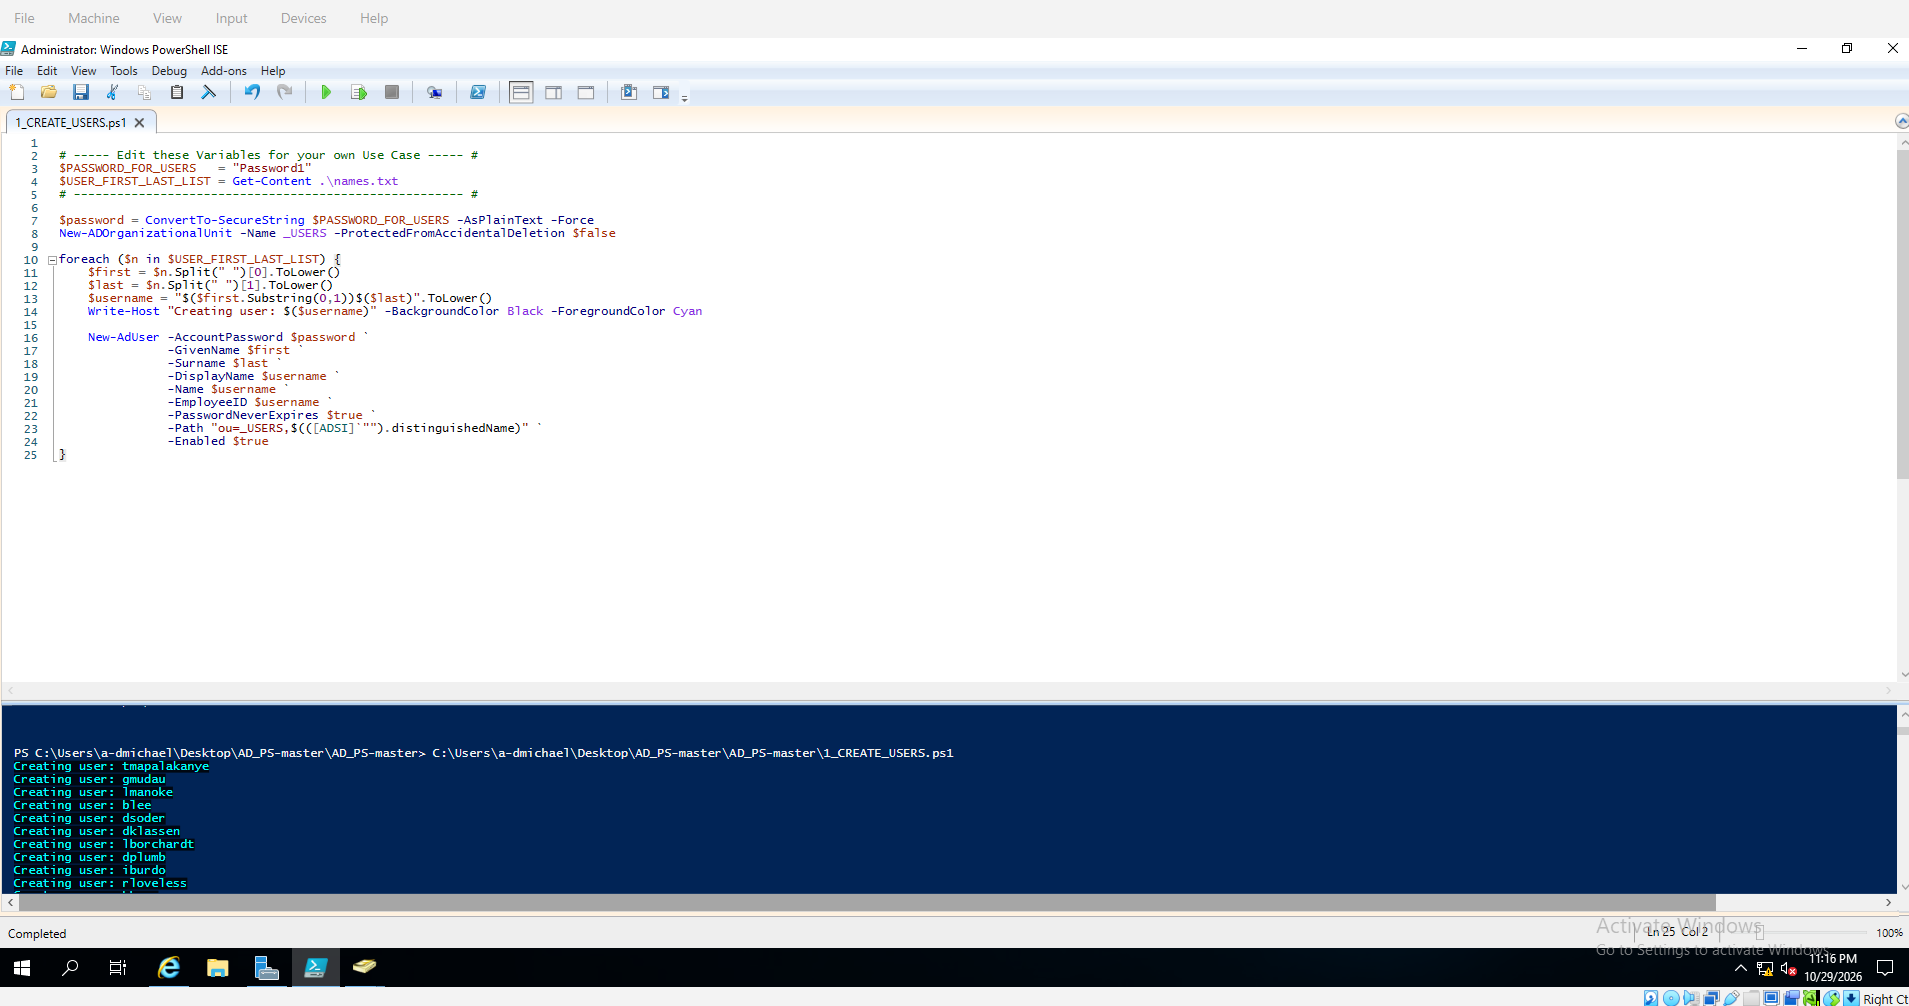 File Machine View Input Devices Help
Administrator: Windows PowerShell ISE
File Edit View Tools Debug Add-ons Help
1_CREATE_USERS.ps1
1
2 # ----- Edit these Variables for your own Use Case ----- #
3 $PASSWORD_FOR_USERS   = "Password1"
4 $USER_FIRST_LAST_LIST = Get-Content .\names.txt
5 # ------------------------------------------------------ #
6
7 $password = ConvertTo-SecureString $PASSWORD_FOR_USERS -AsPlainText -Force
8 New-ADOrganizationalUnit -Name _USERS -ProtectedFromAccidentalDeletion $false
9
10 foreach ($n in $USER_FIRST_LAST_LIST) {
11     $first = $n.Split(" ")[0].ToLower()
12     $last = $n.Split(" ")[1].ToLower()
13     $username = "$($first.Substring(0,1))$($last)".ToLower()
14     Write-Host "Creating user: $($username)" -BackgroundColor Black -ForegroundColor Cyan
15
16     New-AdUser -AccountPassword $password `
17                -GivenName $first `
18                -Surname $last `
19                -DisplayName $username `
20                -Name $username `
21                -EmployeeID $username `
22                -PasswordNeverExpires $true `
23                -Path "ou=_USERS,$(([ADSI]`"").distinguishedName)" `
24                -Enabled $true
25 }
PS C:\Users\a-dmichael\Desktop\AD_PS-master\AD_PS-master> C:\Users\a-dmichael\Desktop\AD_PS-master\AD_PS-master\1_CREATE_USERS.ps1
Creating user: tmapalakanye
Creating user: gmudau
Creating user: lmanoke
Creating user: blee
Creating user: dsoder
Creating user: dklassen
Creating user: lborchardt
Creating user: dplumb
Creating user: iburdo
Creating user: rloveless
Activate Windows
Go to Settings to activate Windows.
Completed
Ln 25 Col 2
100%
11:16 PM
10/29/2026
Right Ct